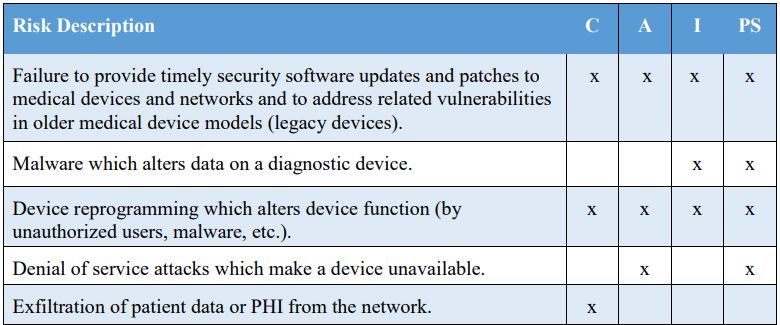 Risk Description C A I PS
Failure to provide timely security software updates and patches to x x x x
medical devices and networks and to address related vulnerabilities
in older medical device models (legacy devices).
Malware which alters data on a diagnostic device. x x
Device reprogramming which alters device function (by x x x x
unauthorized users, malware, etc.).
Denial of service attacks which make a device unavailable. x x
Exfiltration of patient data or PHI from the network. x